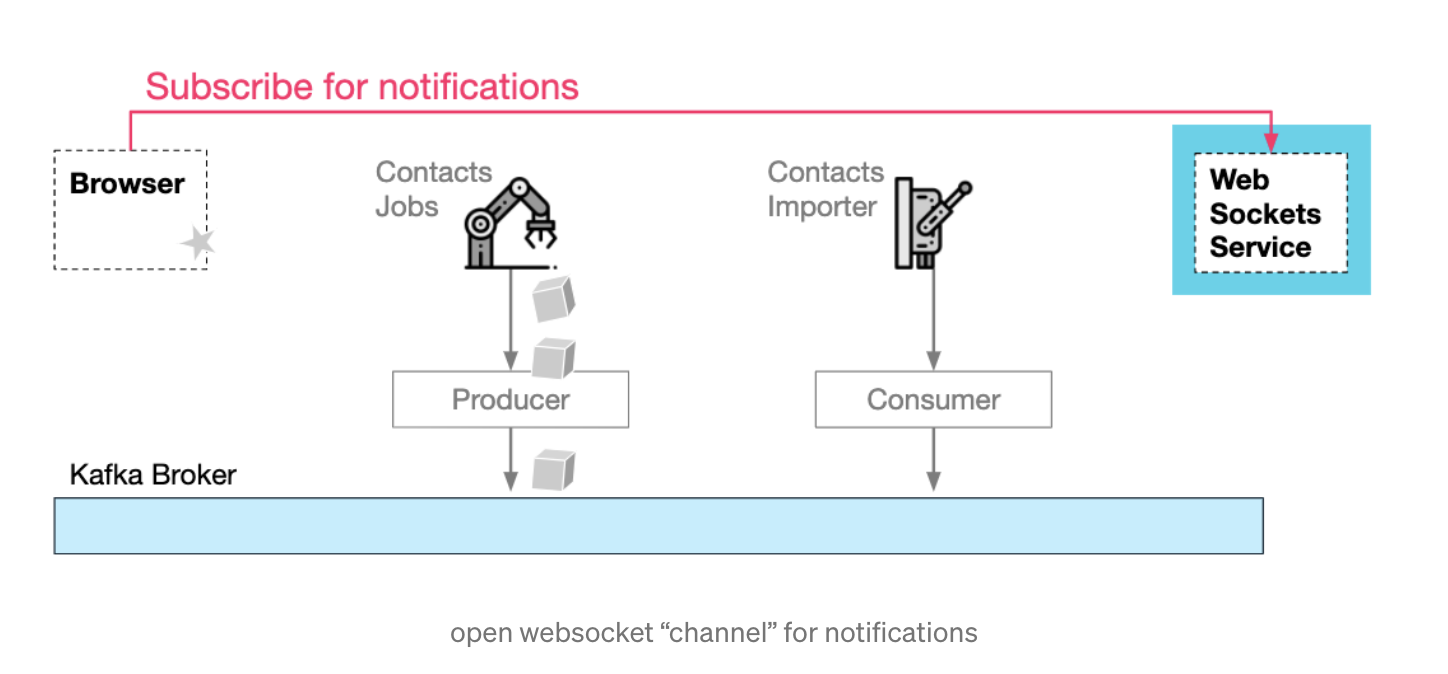 Subscribe for notifications
Browser
Contacts
Jobs
Contacts
Importer
Web
Sockets
Service
Producer
Consumer
Kafka Broker
open websocket “channel” for notifications